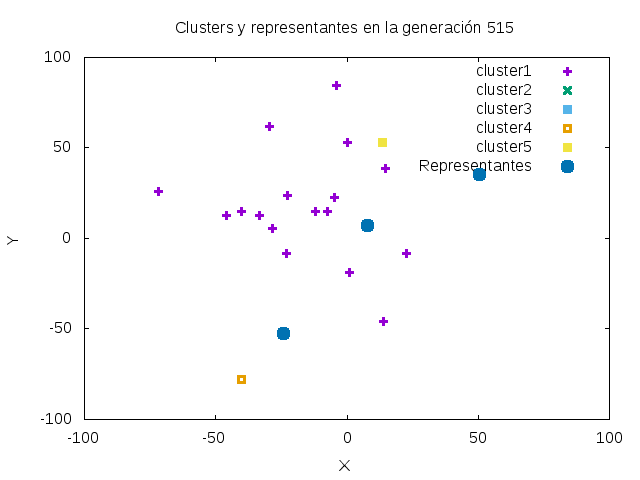 Clusters y representantes en la generación 515
100
50
0
-50
-100
-100
-50
0
50
100
Y
X
cluster1
cluster2
cluster3
cluster4
cluster5
Representantes